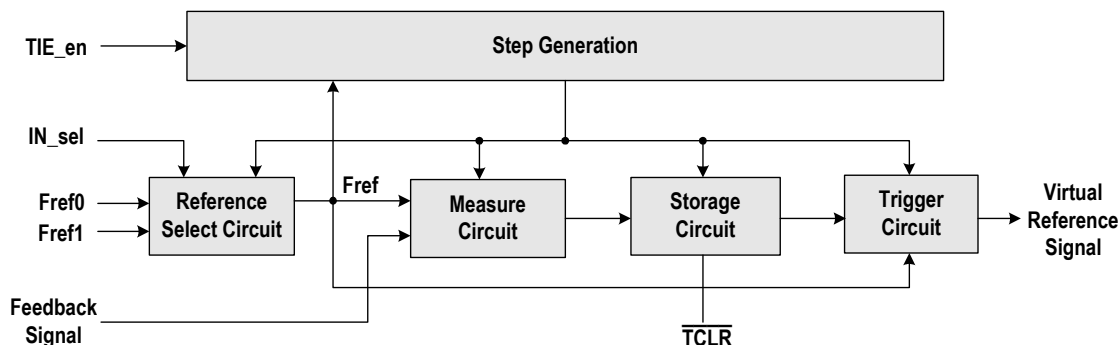 TIE_en
Step Generation
IN_sel
Fref0
Fref1
Reference
Select Circuit
Fref
Measure
Circuit
Storage
Circuit
Trigger
Circuit
Virtual
Reference
Signal
Feedback
Signal
TCLR